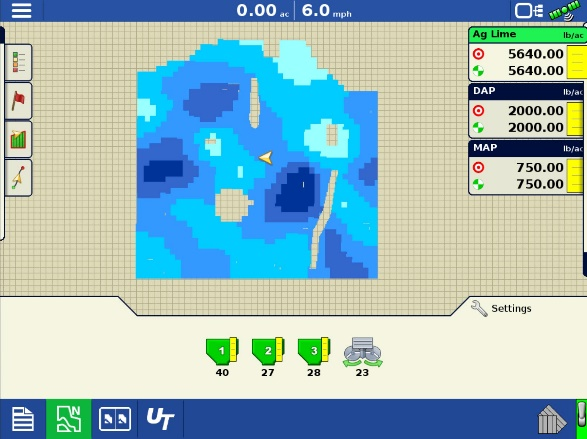 0.00 ac 6.0 mph
Ag Lime lb/ac
5640.00
5640.00
DAP lb/ac
2000.00
2000.00
MAP lb/ac
750.00
750.00
Settings
1 2 3
40 27 28 23
N UT